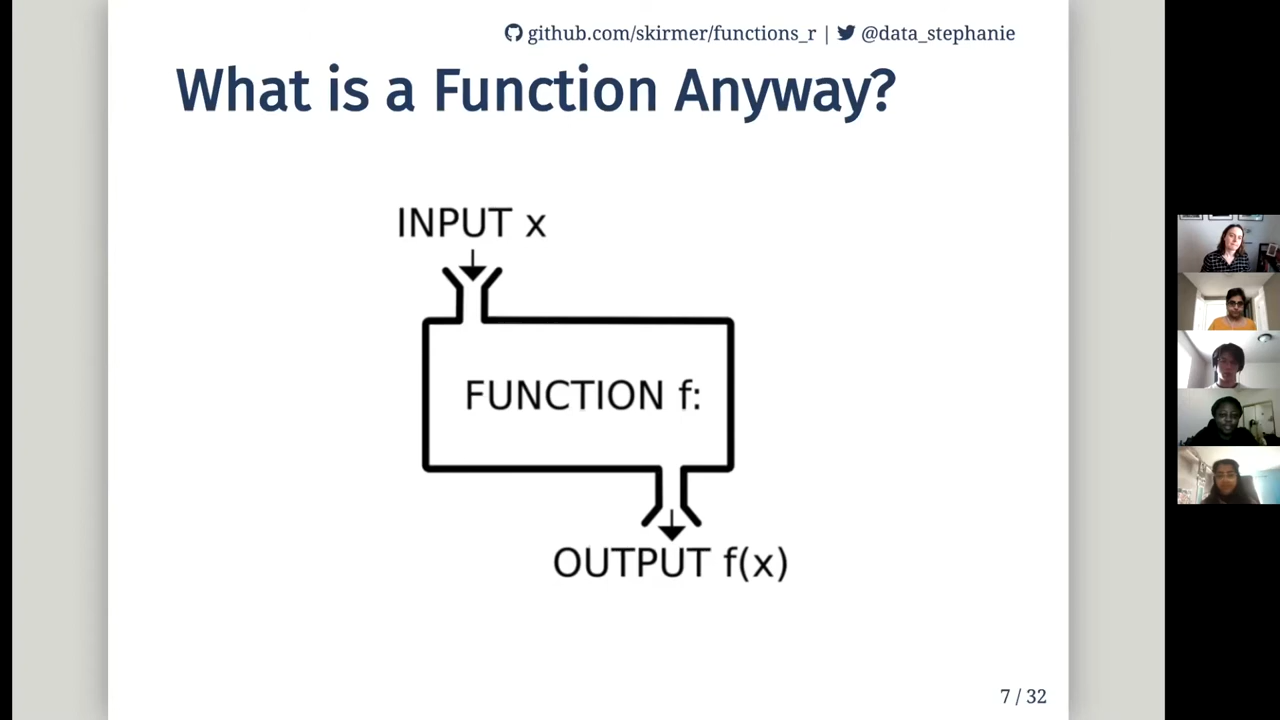 github.com/skirmer/functions_r | @data_stephanie
What is a Function Anyway?
INPUT x
FUNCTION f:
OUTPUT f(x)
7 / 32